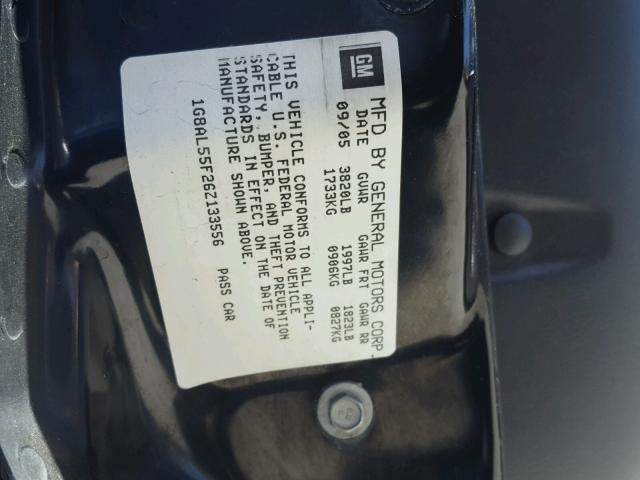 GM
MFD BY GENERAL MOTORS CORP.
DATE GVWR GAWR FRT GAWR RR
09/05 3820LB 1997LB 1823LB
1733KG 0906KG 0827KG
THIS VEHICLE CONFORMS TO ALL APPLI-
CABLE U.S. FEDERAL MOTOR VEHICLE
SAFETY, BUMPER, AND THEFT PREVENTION
STANDARDS IN EFFECT ON THE DATE OF
MANUFACTURE SHOWN ABOVE.
1G8AL55F26Z133556 PASS CAR